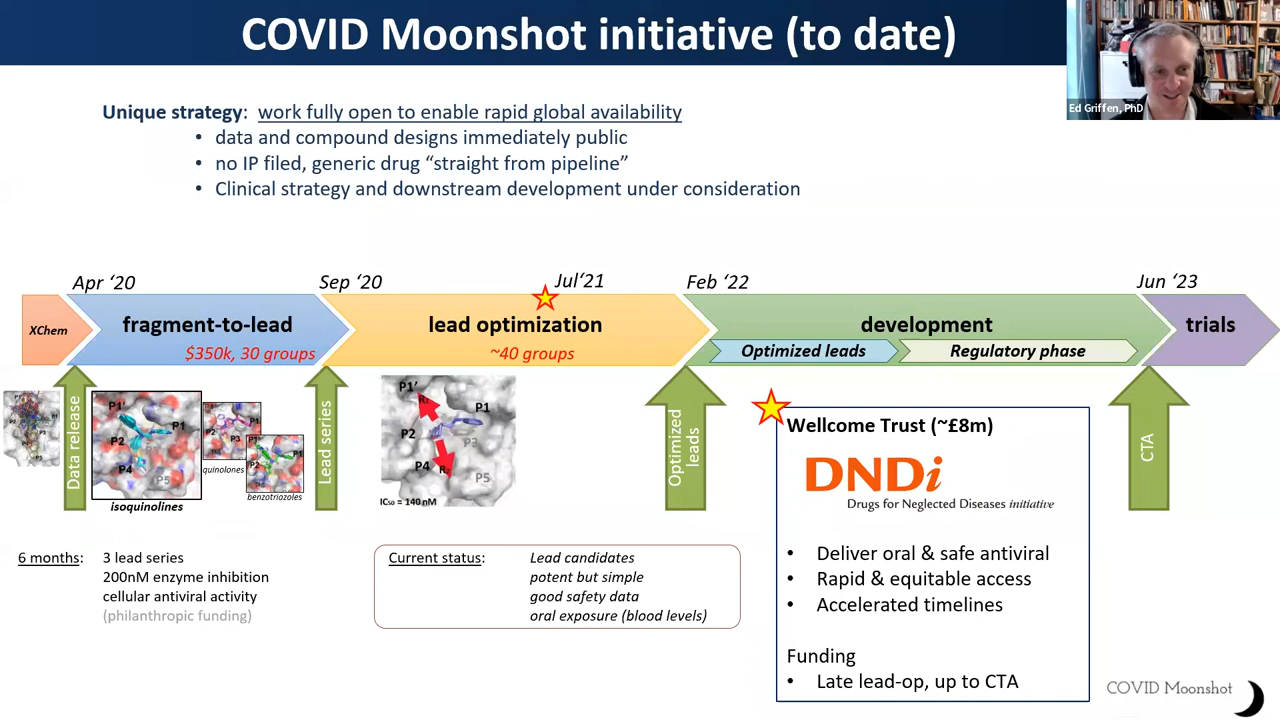 COVID Moonshot initiative (to date)
Ed Griffen, PhD
Unique strategy: work fully open to enable rapid global availability
• data and compound designs immediately public
• no IP filed, generic drug “straight from pipeline”
• Clinical strategy and downstream development under consideration
Apr ‘20
Sep ‘20
Jul‘21
Feb ‘22
Jun ‘23
XChem
fragment-to-lead
$350k, 30 groups
lead optimization
~40 groups
development
Optimized leads
Regulatory phase
trials
Data release
P1'
P1
P2
P4
P5
isoquinolines
P1
P2
P3
quinolones
P1
benzotriazoles
Lead series
P1'
P1
P2
P3
P4
P5
IC50 = 140 nM
Optimized
leads
CTA
Wellcome Trust (~£8m)
DNDi
Drugs for Neglected Diseases initiative
• Deliver oral & safe antiviral
• Rapid & equitable access
• Accelerated timelines
Funding
• Late lead-op, up to CTA
6 months: 3 lead series
200nM enzyme inhibition
cellular antiviral activity
(philanthropic funding)
Current status: Lead candidates
potent but simple
good safety data
oral exposure (blood levels)
COVID Moonshot